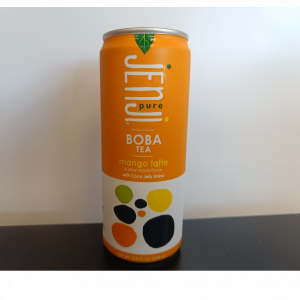 JENJI
pure
BOBA
TEA
mango latte
with Coco Jelly Boba